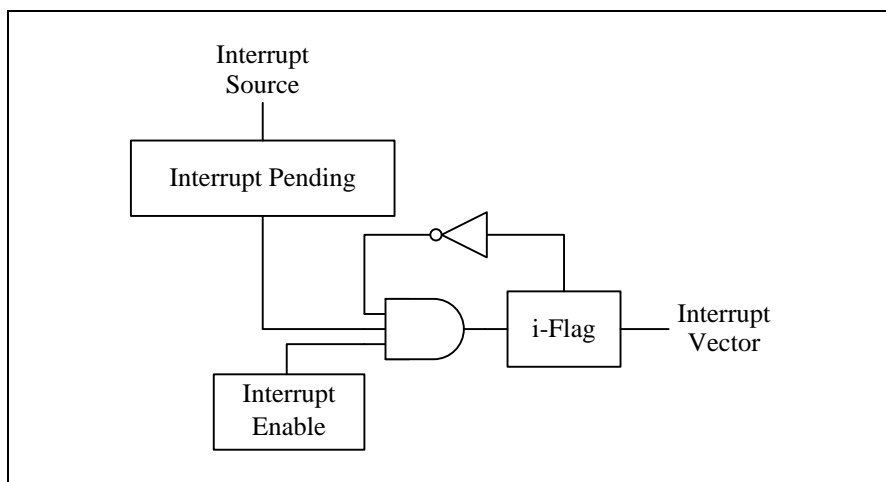 Interrupt
Source
Interrupt Pending
i-Flag
Interrupt
Vector
Interrupt
Enable